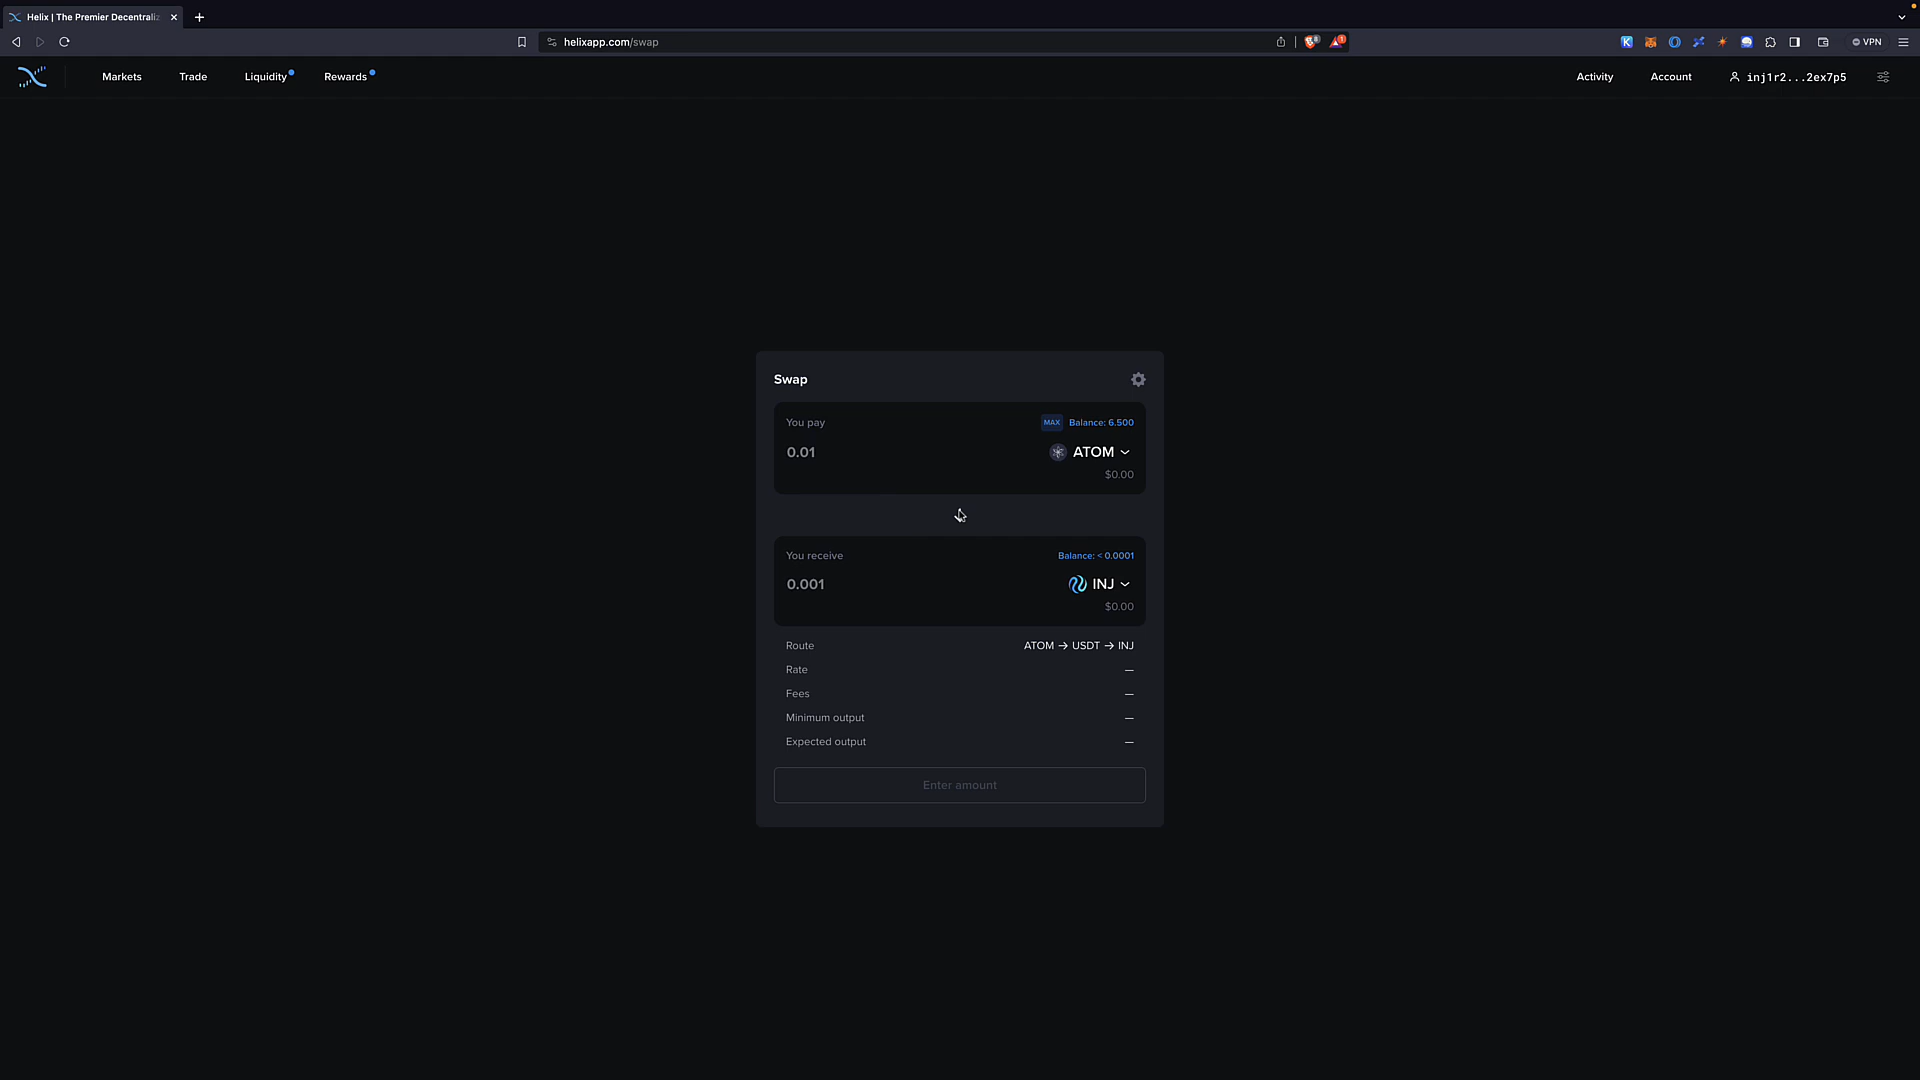 Helix | The Premier Decentraliz
helixapp.com/swap
VPN
Markets
Trade
Liquidity
Rewards
Activity
Account
inj1r2...2ex7p5
Swap
You pay
MAX
Balance: 6.500
0.01
ATOM
$0.00
You receive
Balance: < 0.0001
0.001
INJ
$0.00
Route
ATOM → USDT → INJ
Rate
—
Fees
—
Minimum output
—
Expected output
—
Enter amount